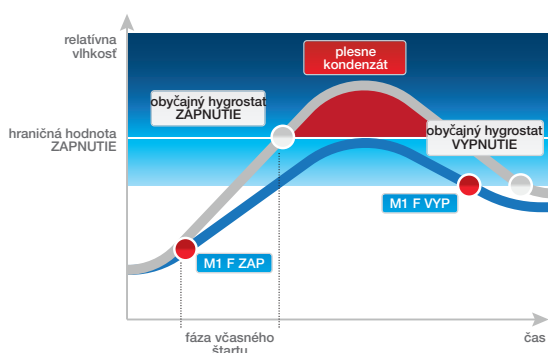 relatívna
vlhkosť
plesne
kondenzát
obyčajný hygrostat
ZAPNUTIE
hraničná hodnota
ZAPNUTIE
obyčajný hygrostat
VYPNUTIE
M1 F VYP
M1 F ZAP
fáza včasného
štartu
čas